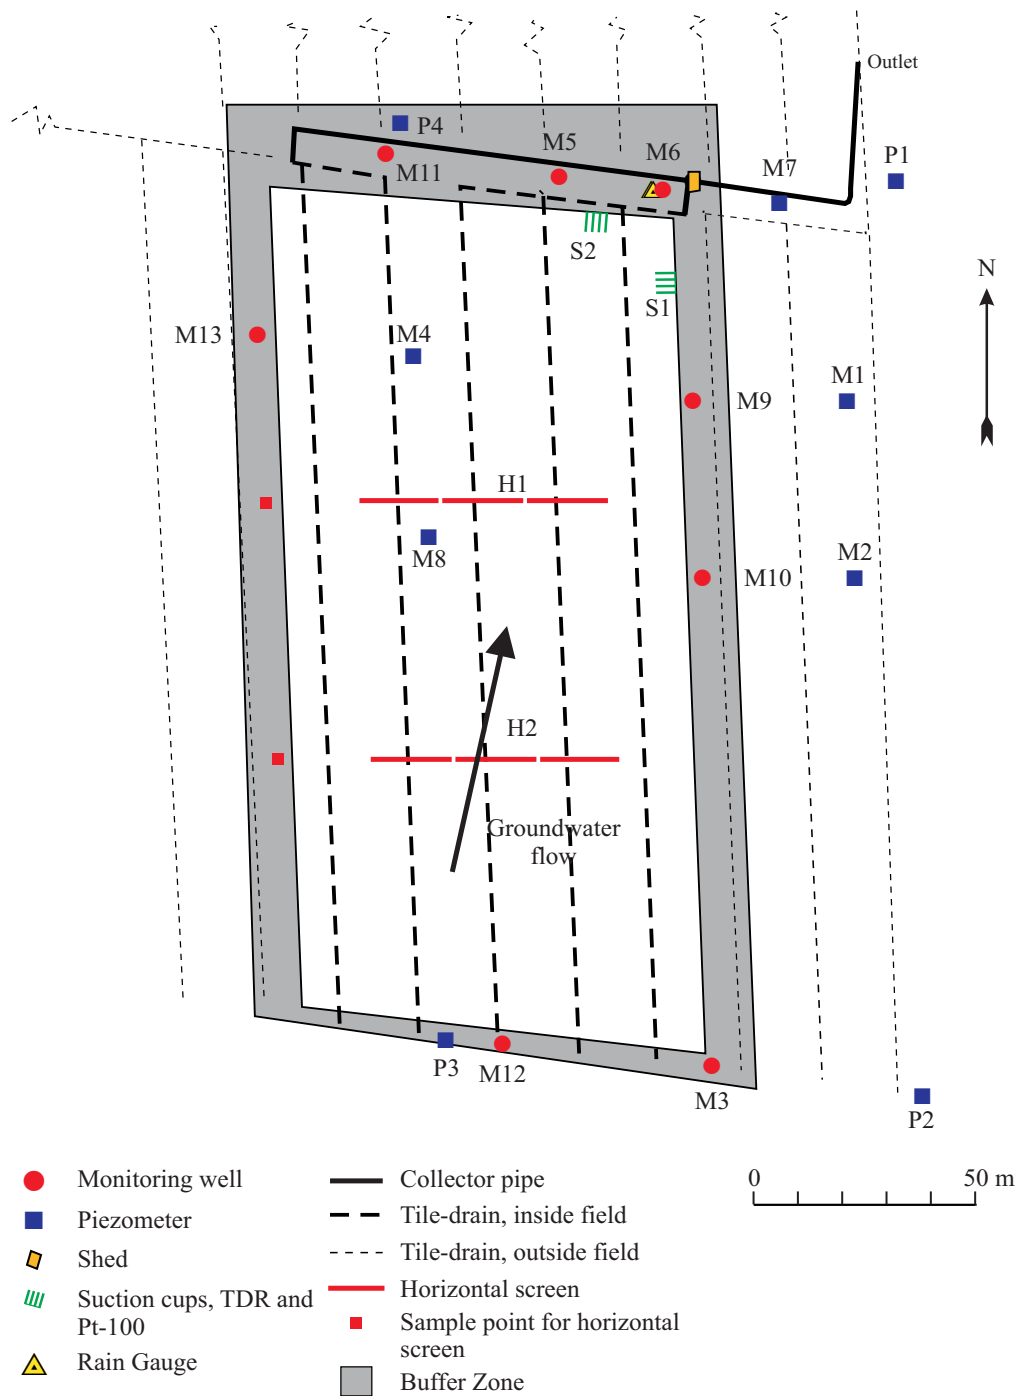 Outlet
P4
M5
M6
M7
P1
M11
S2
N
S1
M13
M4
M1
M9
H1
M8
M2
M10
H2
Groundwater
flow
P3
M12
M3
P2
Monitoring well
Piezometer
Shed
Suction cups, TDR and
Pt-100
Rain Gauge
Collector pipe
Tile-drain, inside field
Tile-drain, outside field
Horizontal screen
Sample point for horizontal
screen
Buffer Zone
0 50 m